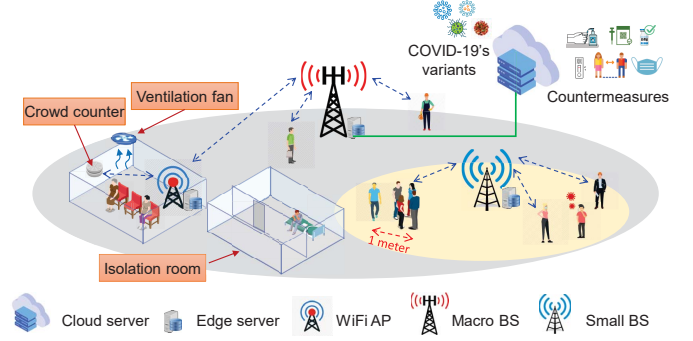 COVID-19's
variants
Countermeasures
Ventilation fan
Crowd counter
1 meter
Isolation room
Cloud server
Edge server
WiFi AP
Macro BS
Small BS